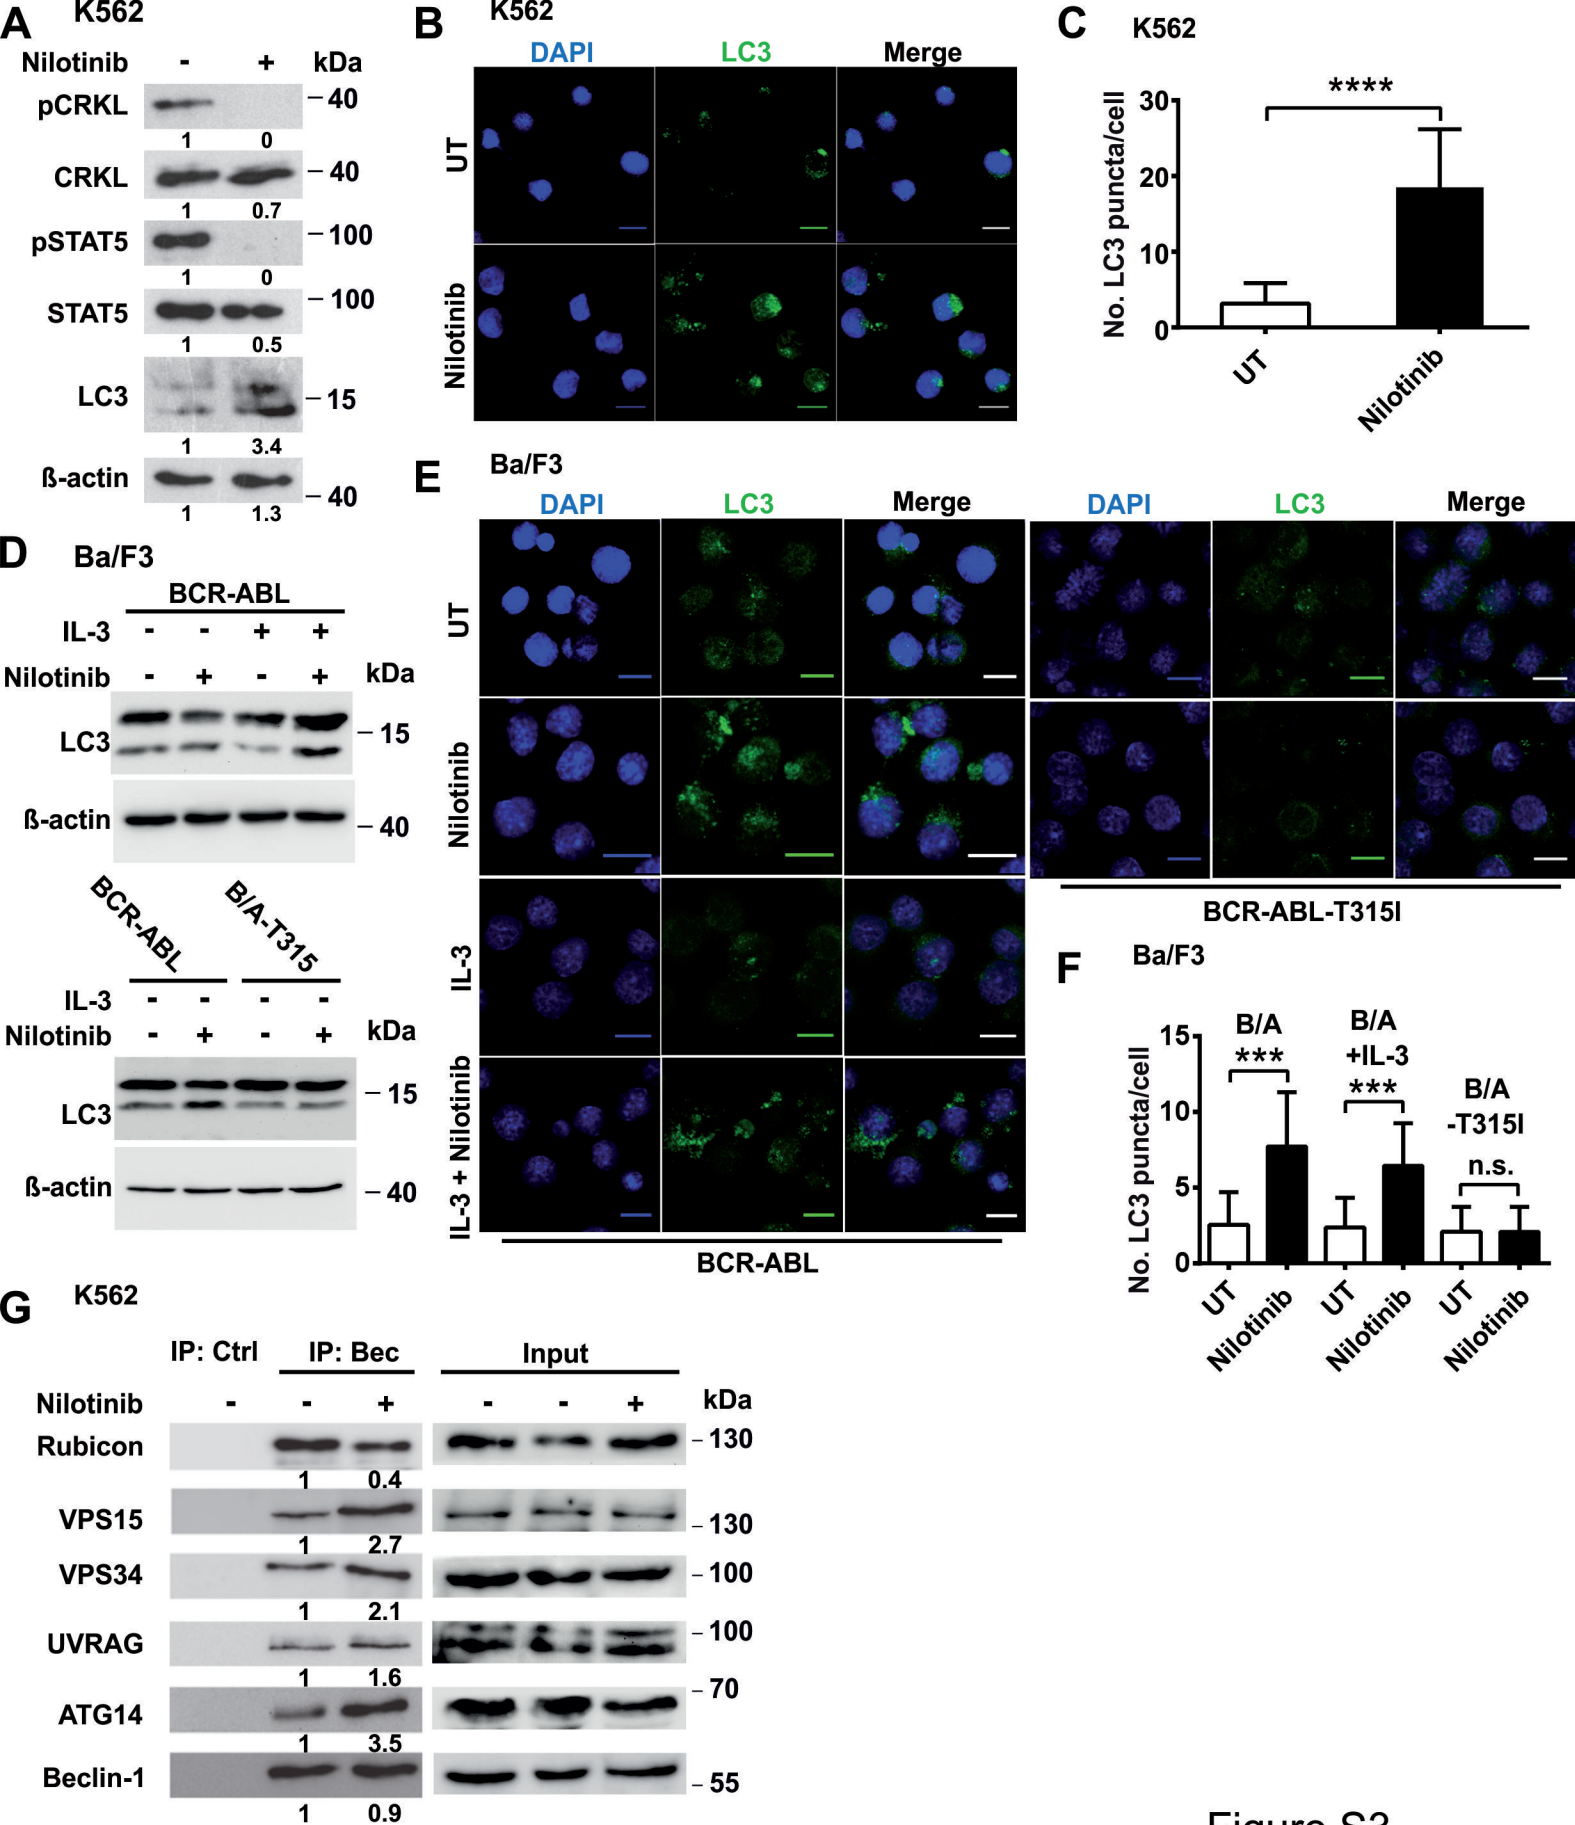 A
K562
Nilotinib - + kDa
pCRKL 40
1 0
CRKL 40
1 0.7
pSTAT5 100
1 0
STAT5 100
1 0.5
LC3 15
1 3.4
ß-actin 40
1 1.3
B
K562
DAPI LC3 Merge
UT
Nilotinib
C
K562
No. LC3 puncta/cell
30
20
10
0
****
UT Nilotinib
D
Ba/F3
BCR-ABL
IL-3 - - + +
Nilotinib - + - + kDa
LC3 15
ß-actin 40
BCR-ABL B/A-T315
IL-3 - - - -
Nilotinib - + - + kDa
LC3 15
ß-actin 40
E
Ba/F3
DAPI LC3 Merge DAPI LC3 Merge
UT
Nilotinib
IL-3
IL-3 + Nilotinib
BCR-ABL
BCR-ABL-T315I
F
Ba/F3
No. LC3 puncta/cell
15
10
5
0
B/A
***
B/A
+IL-3
***
B/A
-T315I
n.s.
UT Nilotinib UT Nilotinib UT Nilotinib
G
K562
IP: Ctrl IP: Bec Input
Nilotinib - - + - - + kDa
Rubicon 130
1 0.4
VPS15 130
1 2.7
VPS34 100
1 2.1
UVRAG 100
1 1.6
70
ATG14
1 3.5
Beclin-1 55
1 0.9